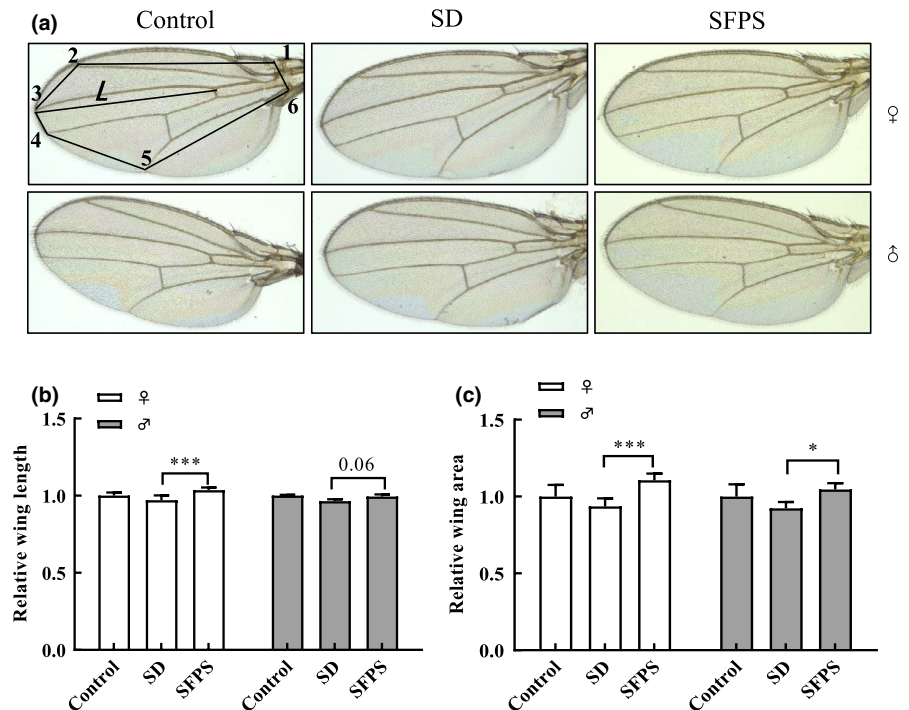 (a)
Control SD SFPS
1
2
3
L
4
5
6
♀
♂
(b)
♀
♂
Relative wing length
1.5
1.0
0.5
0.0
***
0.06
Control SD SFPS Control SD SFPS
(c)
♀
♂
Relative wing area
1.5
1.0
0.5
0.0
***
*
Control SD SFPS Control SD SFPS